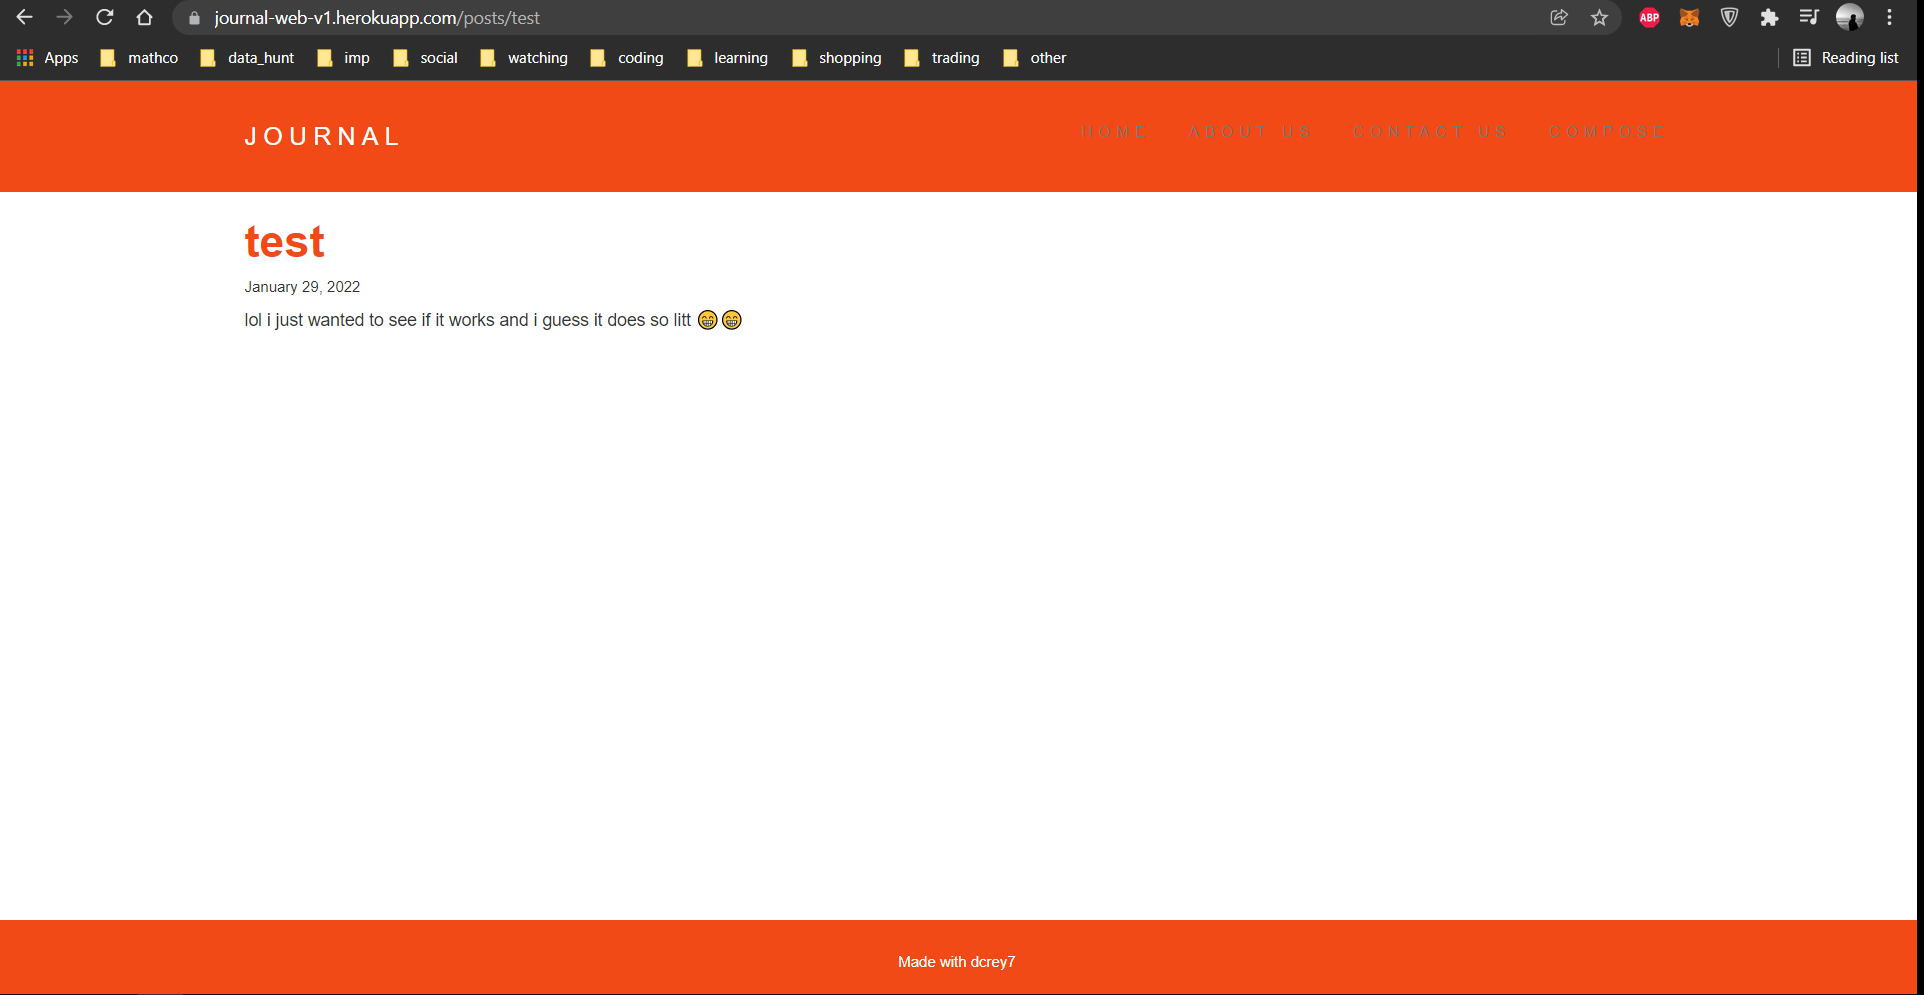 journal-web-v1.herokuapp.com/posts/test
ABP
Apps mathco data_hunt imp social watching coding learning shopping trading other Reading list
JOURNAL HOME ABOUT US CONTACT US COMPOSE
test
January 29, 2022
lol i just wanted to see if it works and i guess it does so litt 😁😁
Made with dcrey7